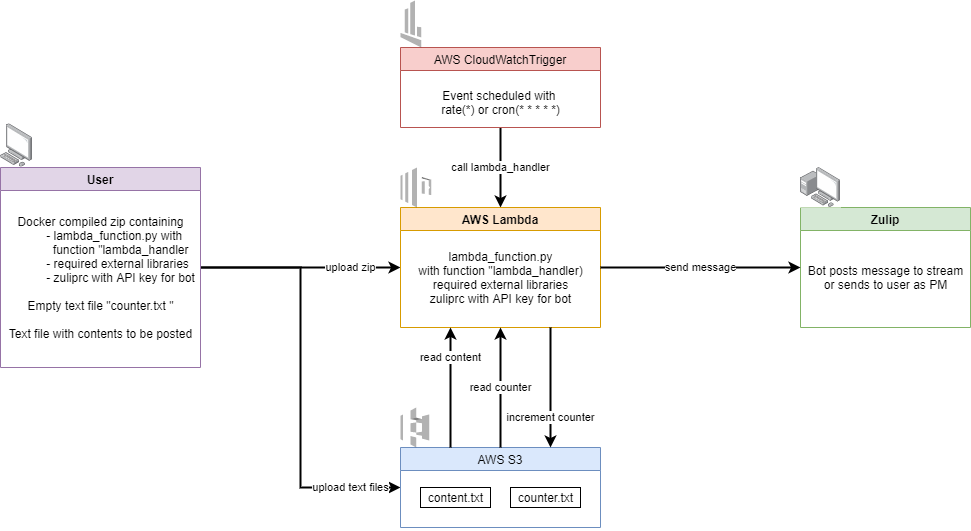 AWS CloudWatchTrigger
Event scheduled with
rate(*) or cron(* * * * *)
call lambda_handler
User
Docker compiled zip containing
- lambda_function.py with
function "lambda_handler
- required external libraries
- zuliprc with API key for bot
Empty text file "counter.txt "
Text file with contents to be posted
upload zip
AWS Lambda
lambda_function.py
with function "lambda_handler)
required external libraries
zuliprc with API key for bot
send message
Zulip
Bot posts message to stream
or sends to user as PM
read content
read counter
increment counter
upload text files
AWS S3
content.txt
counter.txt